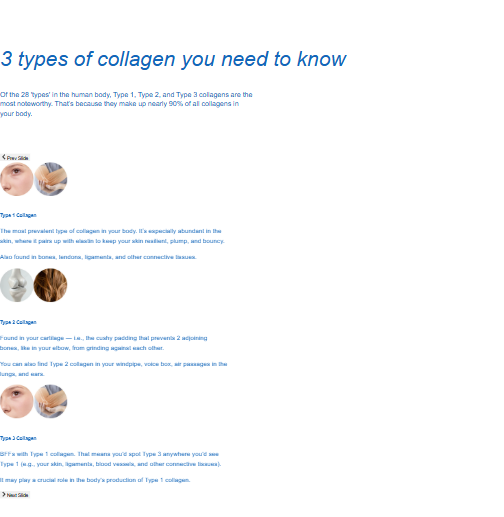 3 types of collagen you need to know
Of the 28 'types' in the human body, Type 1, Type 2, and Type 3 collagens are the
most noteworthy. That's because they make up nearly 90% of all collagens in
your body.
Prev Slide
Type 1 Collagen
The most prevalent type of collagen in your body. It's especially abundant in the
skin, where it pairs up with elastin to keep your skin resilient, plump, and bouncy.
Also found in bones, tendons, ligaments, and other connective tissues.
Type 2 Collagen
Found in your cartilage — i.e., the cushy padding that prevents 2 adjoining
bones, like in your elbow, from grinding against each other.
You can also find Type 2 collagen in your windpipe, voice box, air passages in the
lungs, and ears.
Type 3 Collagen
BFFs with Type 1 collagen. That means you'd spot Type 3 anywhere you'd see
Type 1 (e.g., your skin, ligaments, blood vessels, and other connective tissues).
It may play a crucial role in the body's production of Type 1 collagen.
Next Slide